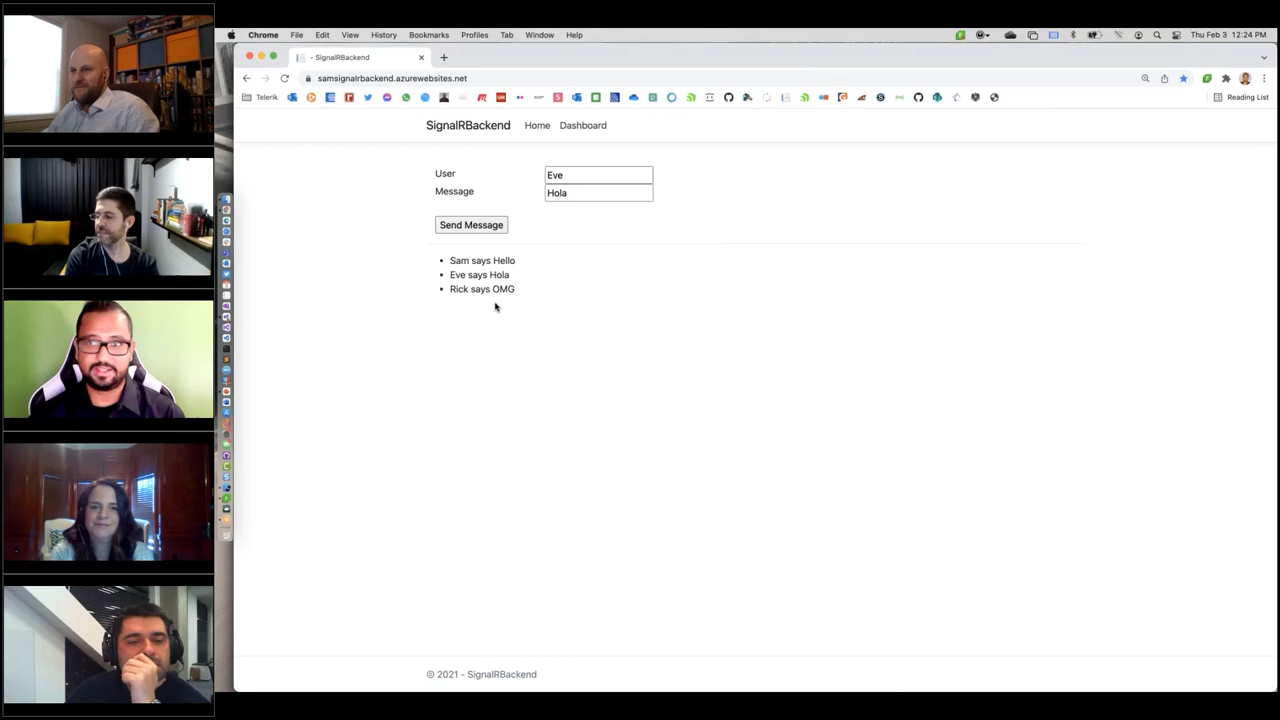 Chrome File Edit View History Bookmarks Profiles Tab Window Help Thu Feb 3 12:24 PM
- SignalRBackend
samsignalrbackend.azurewebsites.net
Telerik Reading List
SignalRBackend Home Dashboard
User Eve
Message Hola
Send Message
• Sam says Hello
• Eve says Hola
• Rick says OMG
© 2021 - SignalRBackend